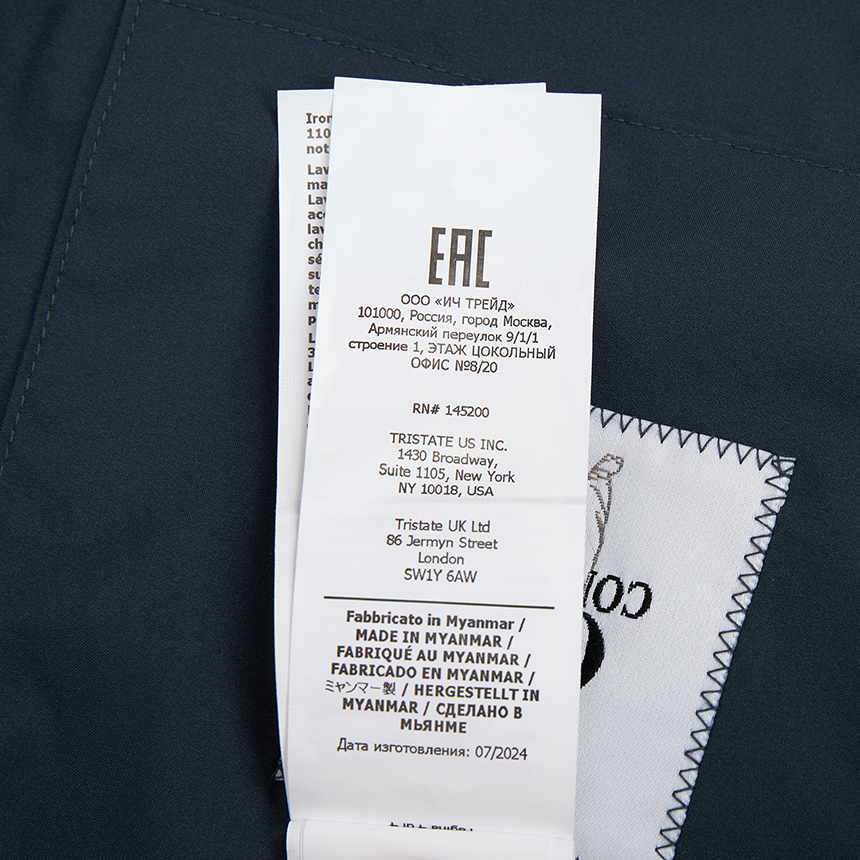 EAC
ООО «ИЧ ТРЕЙД»
101000, Россия, город Москва,
Армянский переулок 9/1/1
строение 1, ЭТАЖ ЦОКОЛЬНЫЙ
ОФИС №8/20
RN# 145200
TRISTATE US INC.
1430 Broadway,
Suite 1105, New York
NY 10018, USA
Tristate UK Ltd
86 Jermyn Street
London
SW1Y 6AW
Fabbricato in Myanmar /
MADE IN MYANMAR /
FABRIQUÉ AU MYANMAR /
FABRICADO EN MYANMAR /
ミャンマー製 / HERGESTELLT IN
MYANMAR / СДЕЛАНО В
МЬЯНМЕ
Дата изготовления: 07/2024
110
not